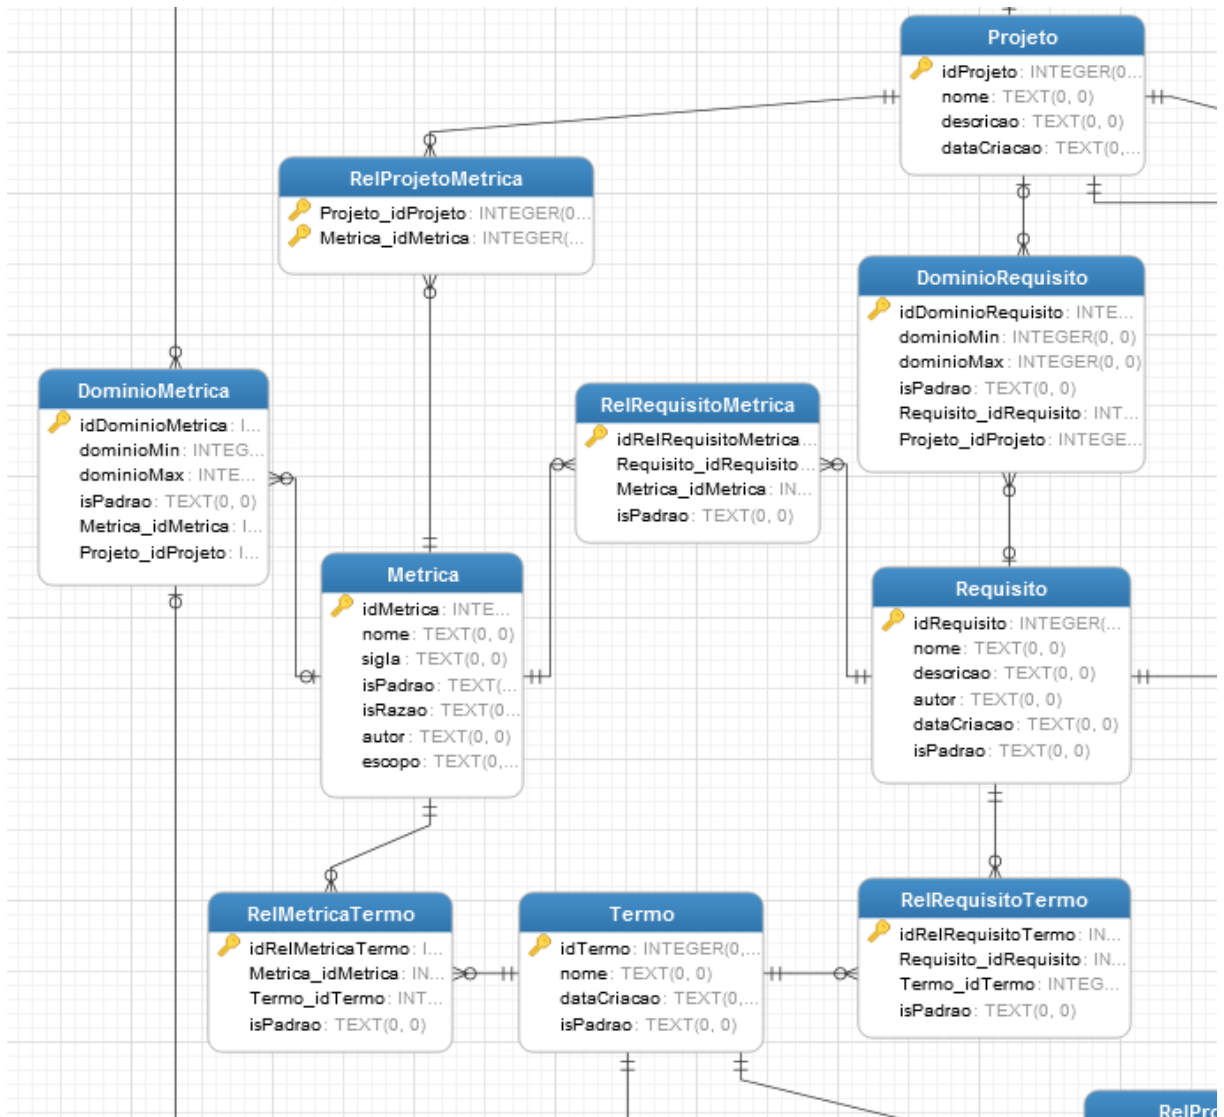 Projeto
idProjeto: INTEGER(0...
nome: TEXT(0, 0)
descricao: TEXT(0, 0)
dataCriacao: TEXT(0,...
RelProjetoMetrica
Projeto_idProjeto: INTEGER(0...
Metrica_idMetrica: INTEGER(...
DominioRequisito
idDominioRequisito: INTE...
dominioMin: INTEGER(0, 0)
dominioMax: INTEGER(0, 0)
isPadrao: TEXT(0, 0)
Requisito_idRequisito: INT...
Projeto_idProjeto: INTEGE...
DominioMetrica
idDominioMetrica: I...
dominioMin: INTEG...
dominioMax: INTE...
isPadrao: TEXT(0, 0)
Metrica_idMetrica: I...
Projeto_idProjeto: I...
RelRequisitoMetrica
idRelRequisitoMetrica...
Requisito_idRequisito...
Metrica_idMetrica: IN...
isPadrao: TEXT(0, 0)
Metrica
idMetrica: INTE...
nome: TEXT(0, 0)
sigla: TEXT(0, 0)
isPadrao: TEXT(...
isRazao: TEXT(0...
autor: TEXT(0, 0)
escopo: TEXT(0,...
Requisito
idRequisito: INTEGER(...
nome: TEXT(0, 0)
descricao: TEXT(0, 0)
autor: TEXT(0, 0)
dataCriacao: TEXT(0, 0)
isPadrao: TEXT(0, 0)
RelMetricaTermo
idRelMetricaTermo: I...
Metrica_idMetrica: IN...
Termo_idTermo: INT...
isPadrao: TEXT(0, 0)
Termo
idTermo: INTEGER(0,...
nome: TEXT(0, 0)
dataCriacao: TEXT(0,...
isPadrao: TEXT(0, 0)
RelRequisitoTermo
idRelRequisitoTermo: IN...
Requisito_idRequisito: IN...
Termo_idTermo: INTEG...
isPadrao: TEXT(0, 0)